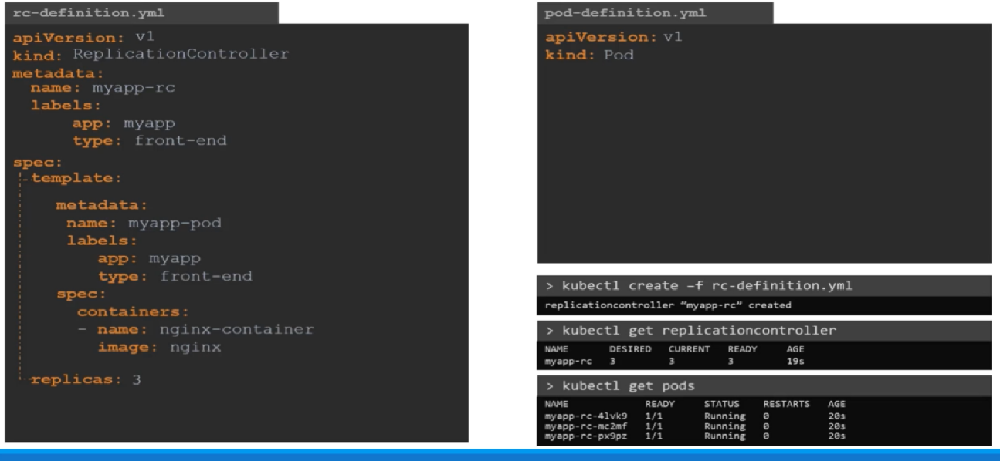 rc-definition.yml
apiVersion: v1
kind: ReplicationController
metadata:
name: myapp-rc
labels:
app: myapp
type: front-end
spec:
template:
metadata:
name: myapp-pod
labels:
app: myapp
type: front-end
spec:
containers:
- name: nginx-container
image: nginx
replicas: 3
pod-definition.yml
apiVersion: v1
kind: Pod
> kubectl create –f rc-definition.yml
replicationcontroller “myapp-rc” created
> kubectl get replicationcontroller
NAME DESIRED CURRENT READY AGE
myapp-rc 3 3 3 19s
> kubectl get pods
NAME READY STATUS RESTARTS AGE
myapp-rc-4lvk9 1/1 Running 0 20s
myapp-rc-mc2mf 1/1 Running 0 20s
myapp-rc-px9pz 1/1 Running 0 20s